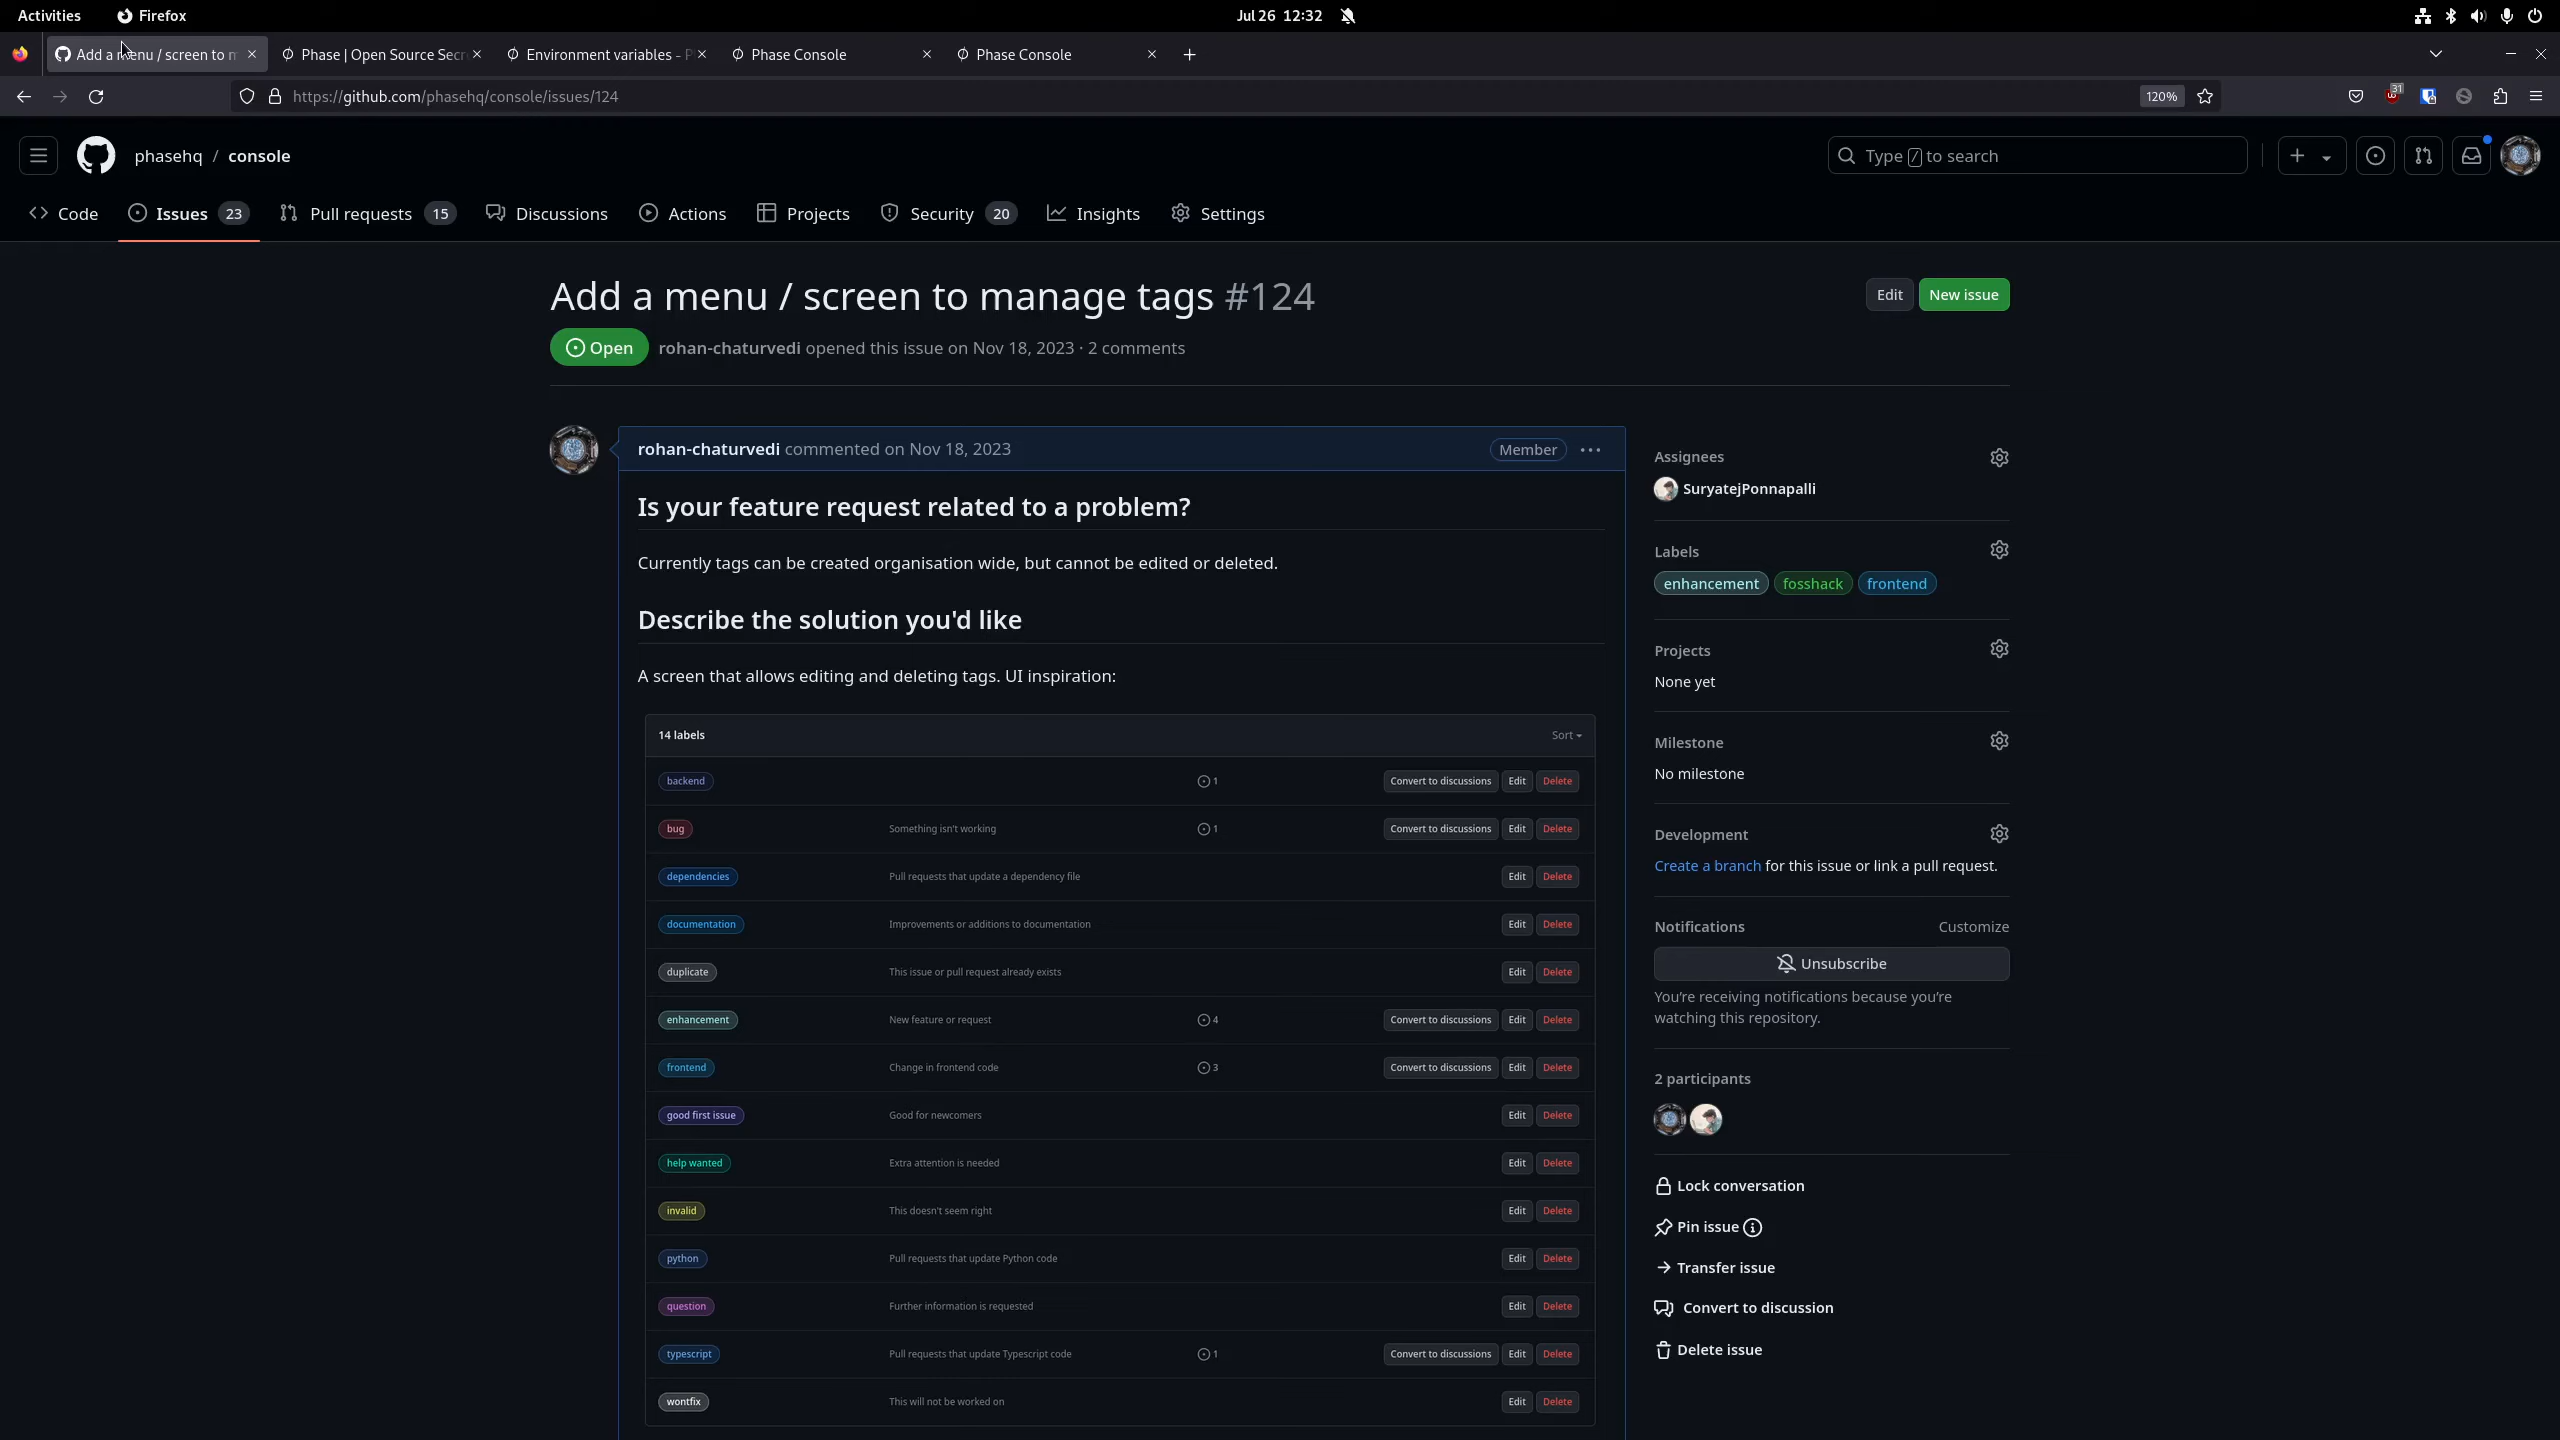 Activities
Firefox
Jul 26 12:32
Phase | Open Source Secr
Environment variables - P
Phase Console
Phase Console
https://github.com/phasehq/console/issues/124
120%
31
phasehq / console
Type / to search
Code
Issues 23
Pull requests 15
Discussions
Actions
Projects
Security 20
Insights
Settings
Add a menu / screen to manage tags #124
Edit
New issue
Open
rohan-chaturvedi opened this issue on Nov 18, 2023 · 2 comments
rohan-chaturvedi commented on Nov 18, 2023
Member
Is your feature request related to a problem?
Currently tags can be created organisation wide, but cannot be edited or deleted.
Describe the solution you'd like
A screen that allows editing and deleting tags. UI inspiration:
14 labels
Sort
backend 1 Convert to discussions Edit Delete
bug Something isn't working 1 Convert to discussions Edit Delete
dependencies Pull requests that update a dependency file Edit Delete
documentation Improvements or additions to documentation Edit Delete
duplicate This issue or pull request already exists Edit Delete
enhancement New feature or request 4 Convert to discussions Edit Delete
frontend Change in frontend code 3 Convert to discussions Edit Delete
good first issue Good for newcomers Edit Delete
help wanted Extra attention is needed Edit Delete
invalid This doesn't seem right Edit Delete
python Pull requests that update Python code Edit Delete
question Further information is requested Edit Delete
typescript Pull requests that update Typescript code 1 Convert to discussions Edit Delete
wontfix This will not be worked on Edit Delete
Assignees
SuryatejPonnapalli
Labels
enhancement fosshack frontend
Projects
None yet
Milestone
No milestone
Development
Create a branch for this issue or link a pull request.
Notifications
Customize
Unsubscribe
You're receiving notifications because you're
watching this repository.
2 participants
Lock conversation
Pin issue
Transfer issue
Convert to discussion
Delete issue